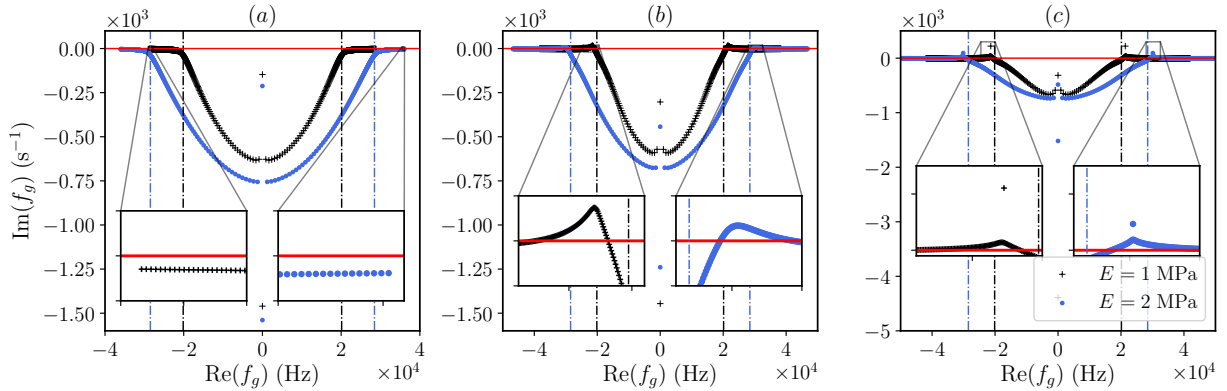 ×10³ (a)
0.00
−0.25
−0.50
−0.75
−1.00
−1.25
−1.50
Im(f_g) (s⁻¹)
−4 −2 0 2 4
Re(f_g) (Hz) ×10⁴
×10³ (b)
0.00
−0.25
−0.50
−0.75
−1.00
−1.25
−1.50
−4 −2 0 2 4
Re(f_g) (Hz) ×10⁴
×10³ (c)
0
−1
−2
−3
−4
−5
E = 1 MPa
E = 2 MPa
−4 −2 0 2 4
Re(f_g) (Hz) ×10⁴